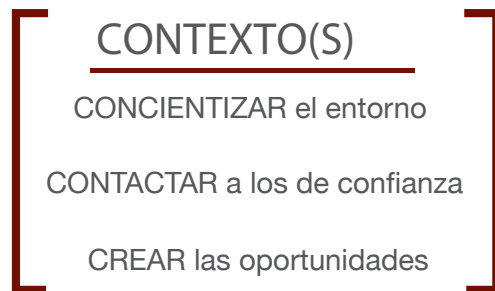 CONTEXTO(S)
CONCIENTIZAR el entorno
CONTACTAR a los de confianza
CREAR las oportunidades